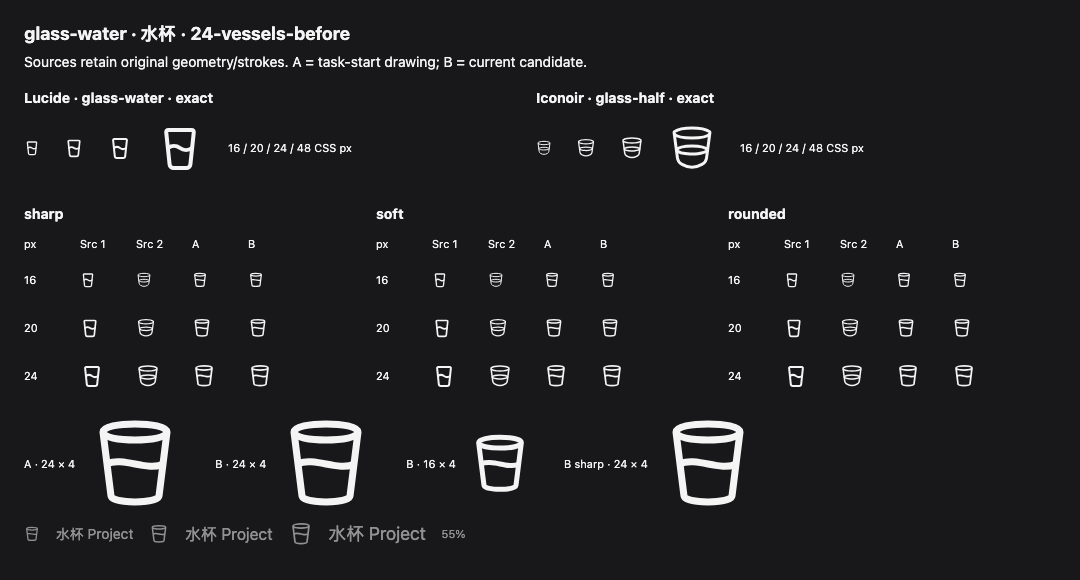 glass-water · 水杯 · 24-vessels-before
Sources retain original geometry/strokes. A = task-start drawing; B = current candidate.
Lucide · glass-water · exact
16 / 20 / 24 / 48 CSS px
Iconoir · glass-half · exact
16 / 20 / 24 / 48 CSS px
sharp
px Src 1 Src 2 A B
16
20
24
soft
px Src 1 Src 2 A B
16
20
24
rounded
px Src 1 Src 2 A B
16
20
24
A · 24 × 4
B · 24 × 4
B · 16 × 4
B sharp · 24 × 4
水杯 Project 水杯 Project 水杯 Project 55%